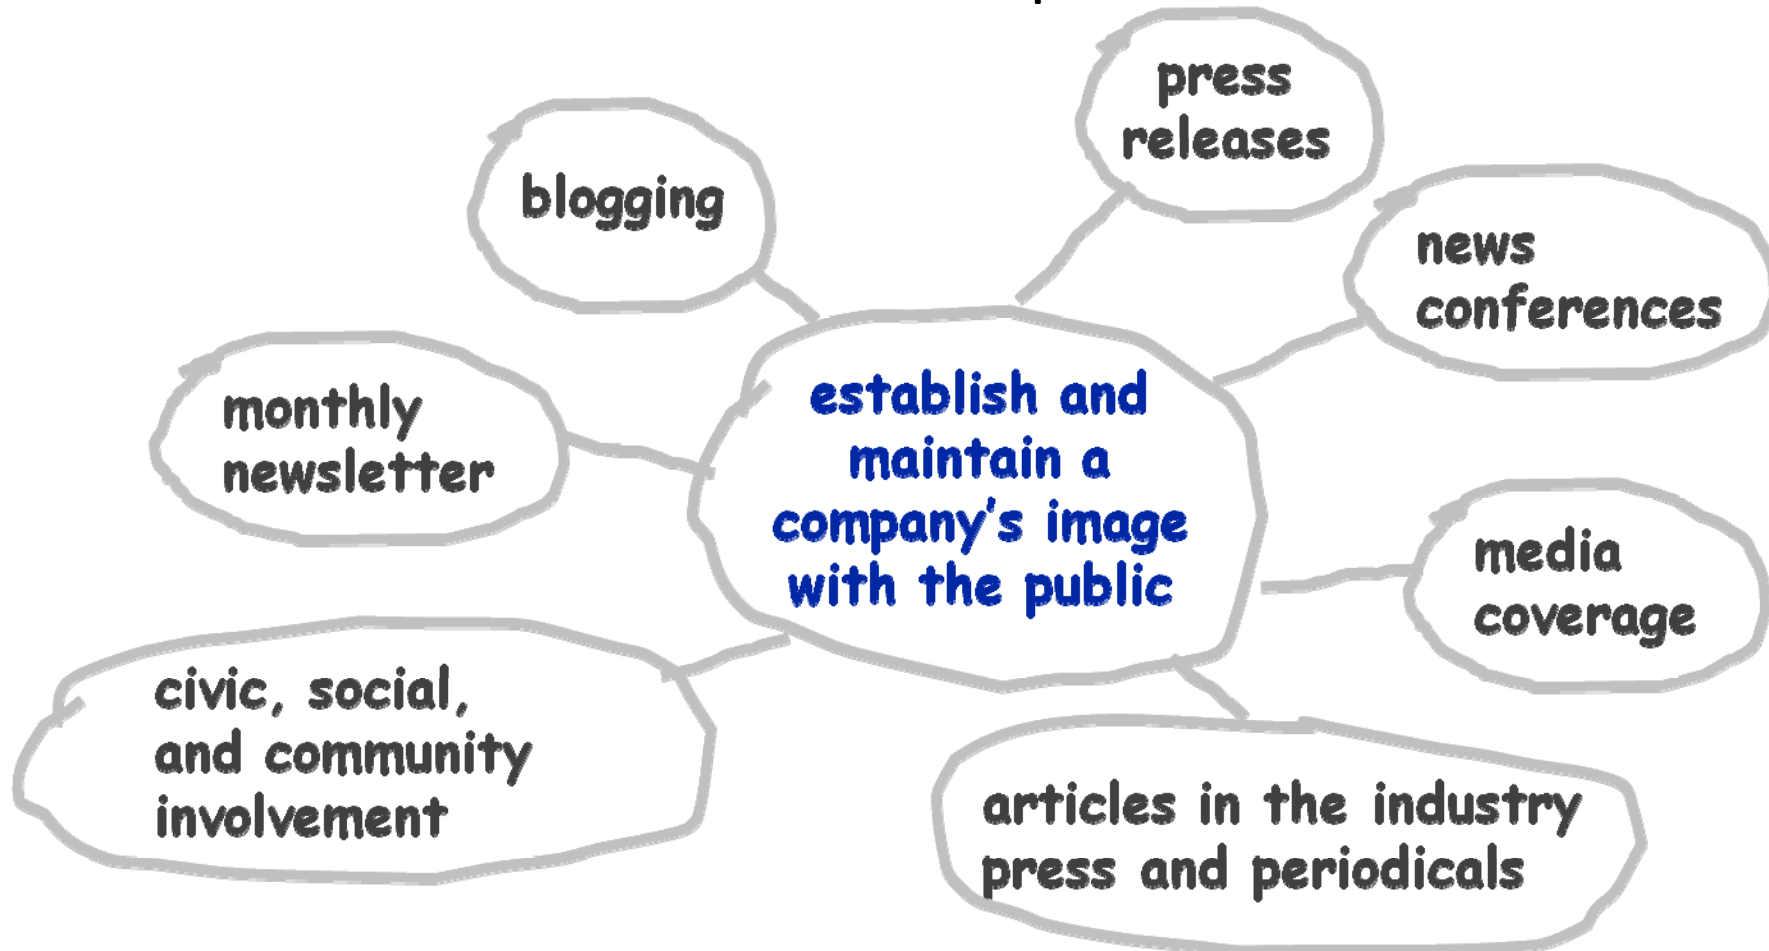 press
releases
blogging
news
conferences
establish and
maintain a
company's image
with the public
monthly
newsletter
media
coverage
civic, social,
and community
involvement
articles in the industry
press and periodicals